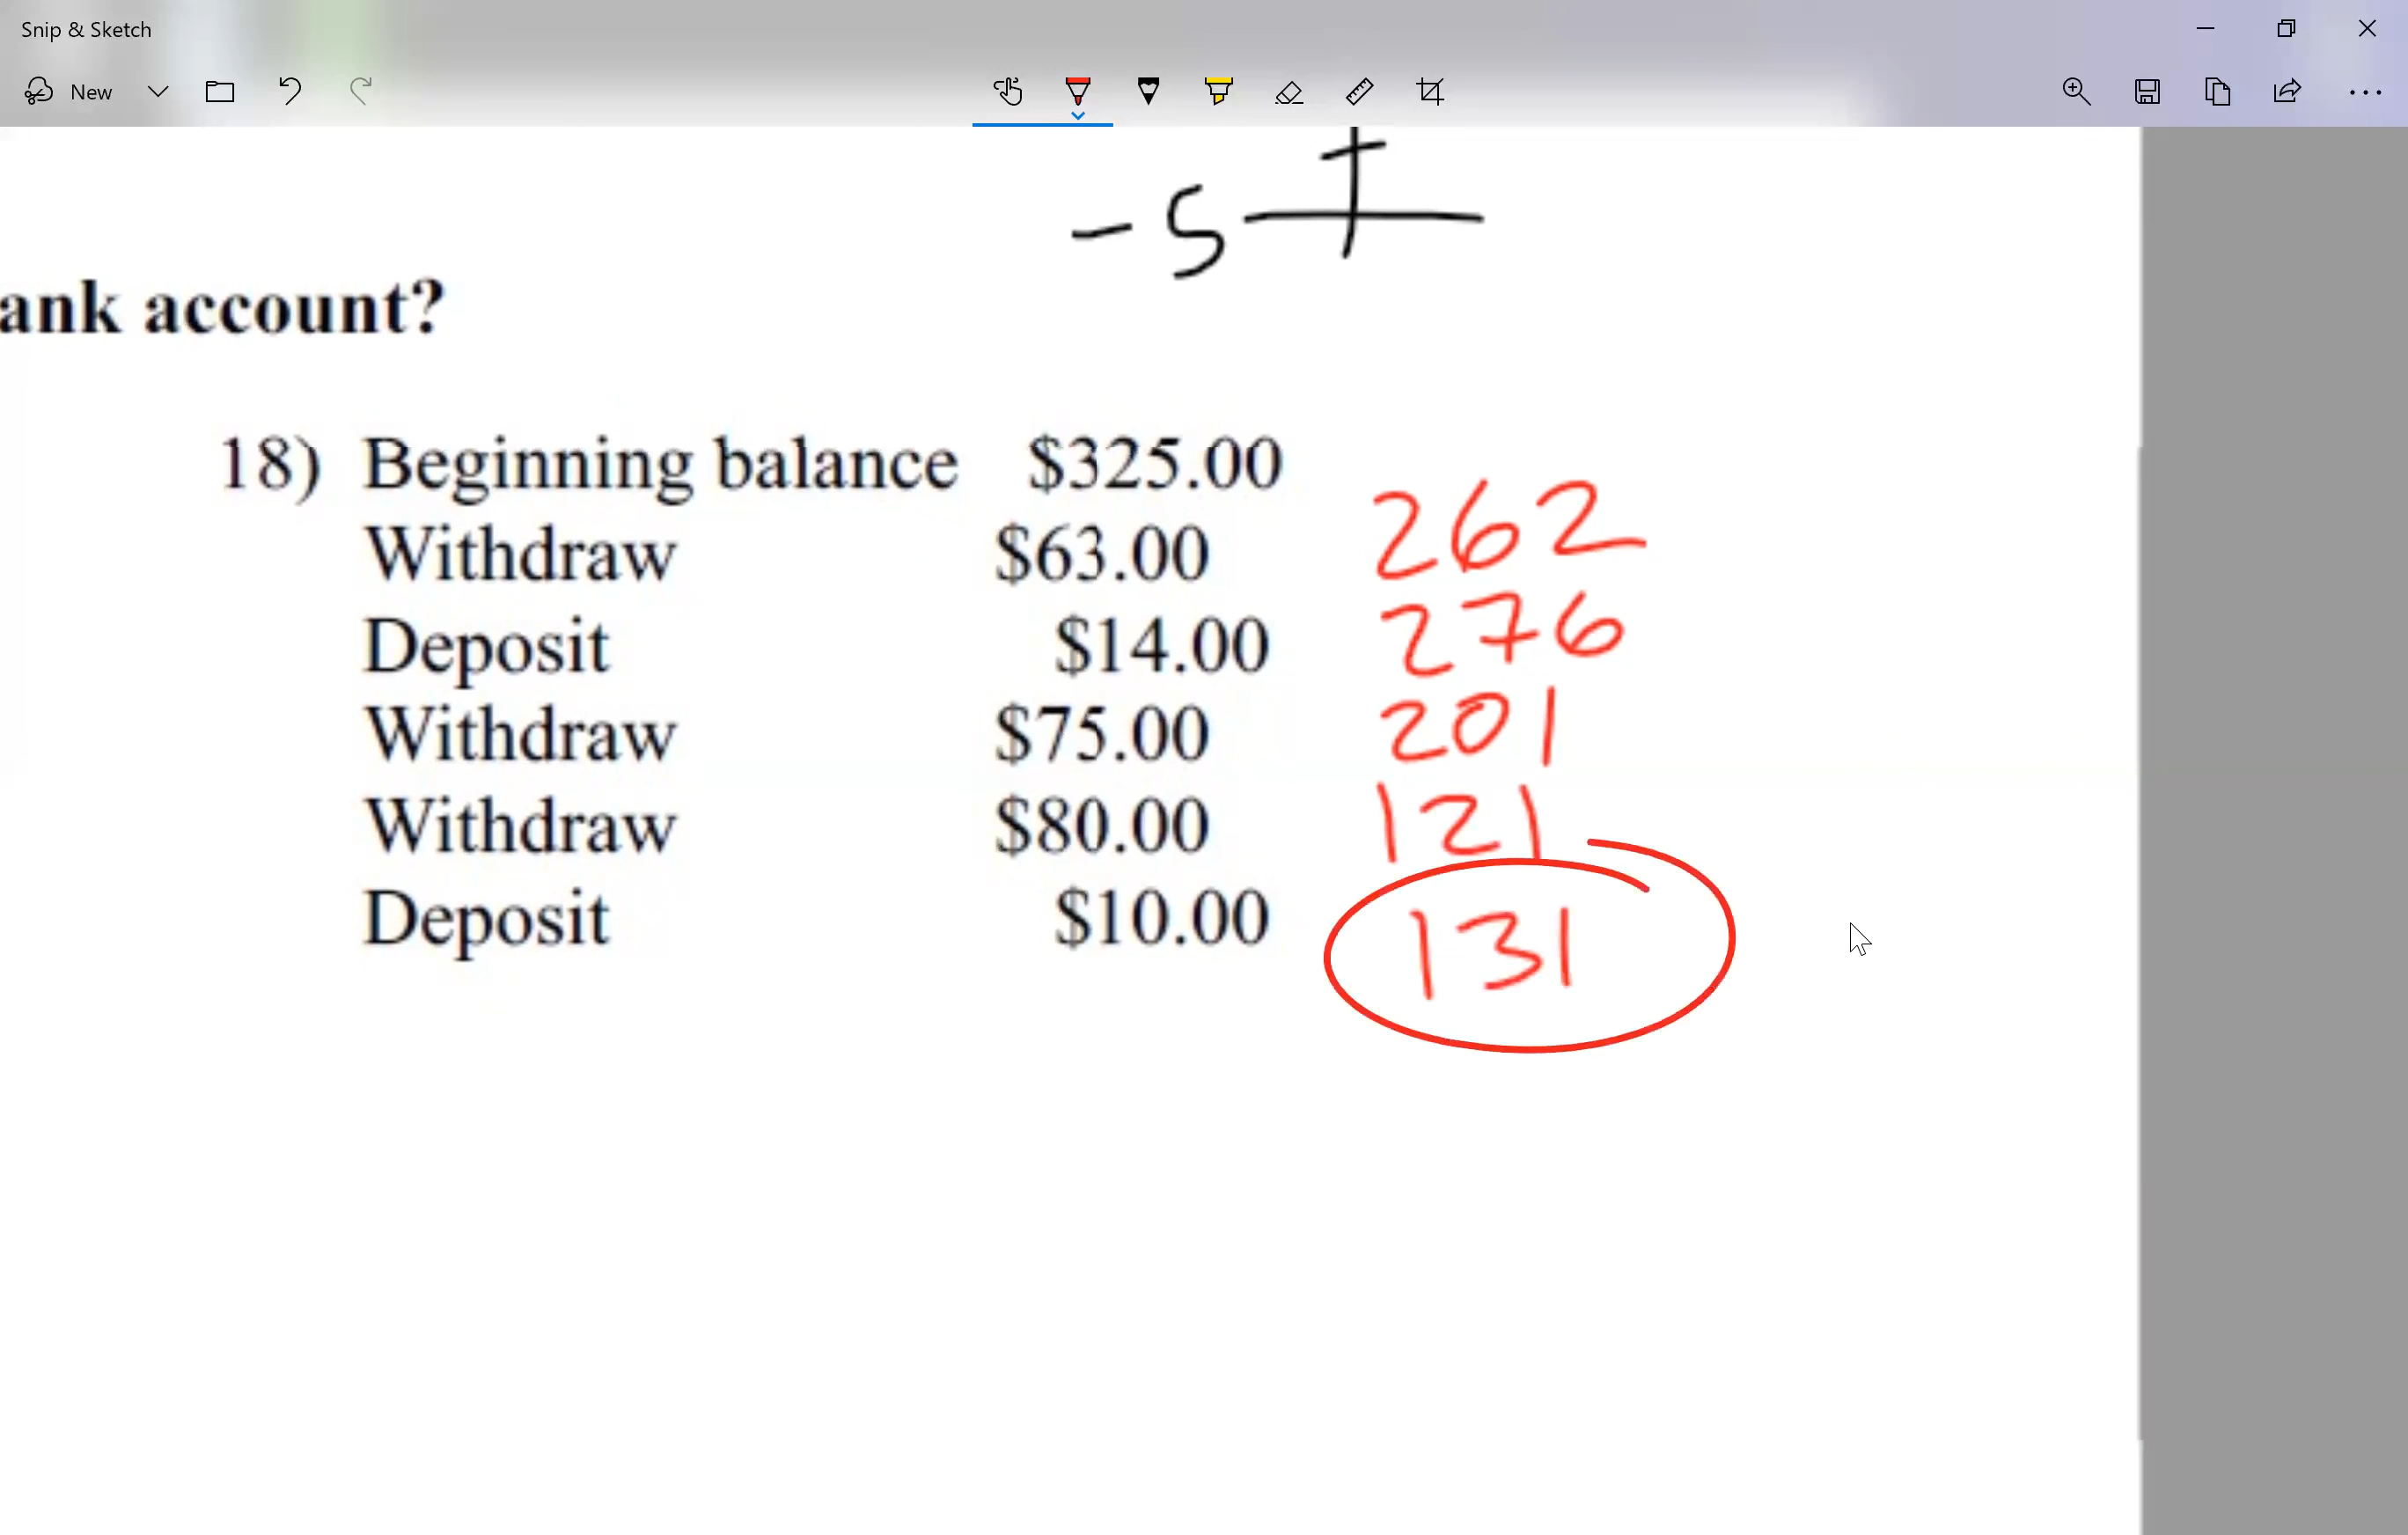 Snip & Sketch
New
-5
ank account?
18) Beginning balance $325.00
Withdraw $63.00 262
Deposit $14.00 276
Withdraw $75.00 201
Withdraw $80.00 121
Deposit $10.00 131